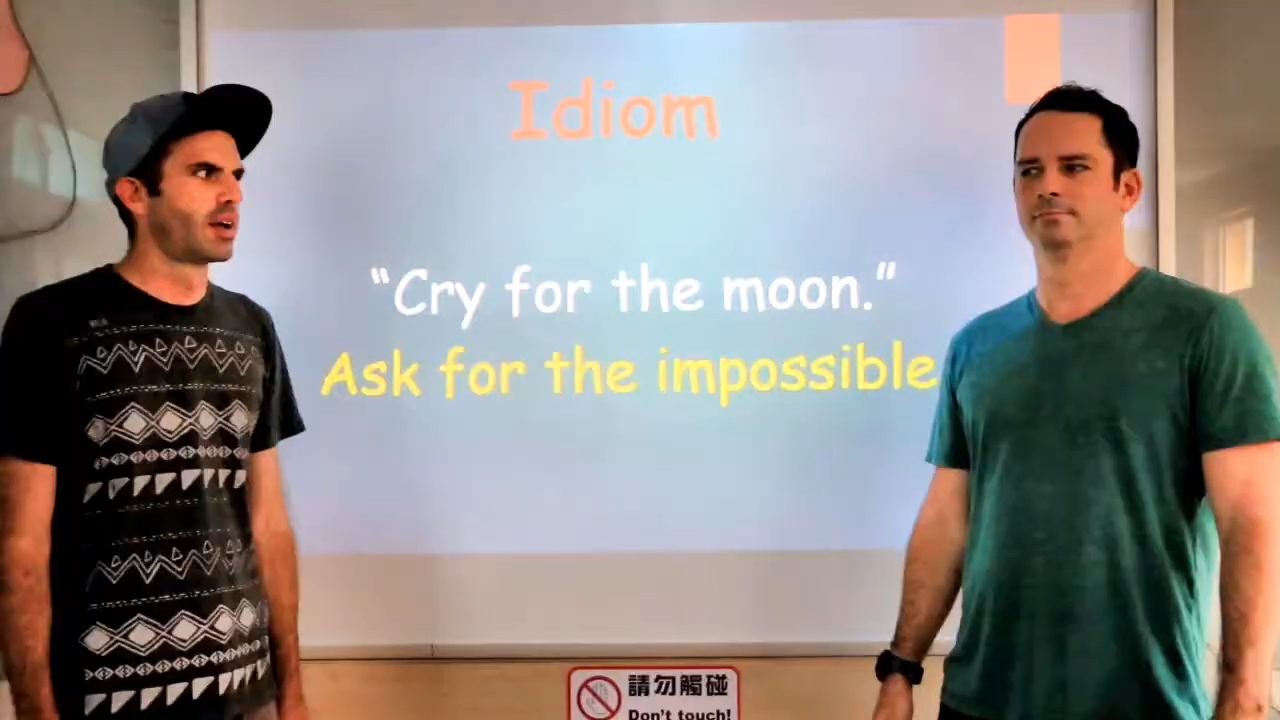 Idiom
“Cry for the moon.”
Ask for the impossible
請勿觸碰
Don't touch!